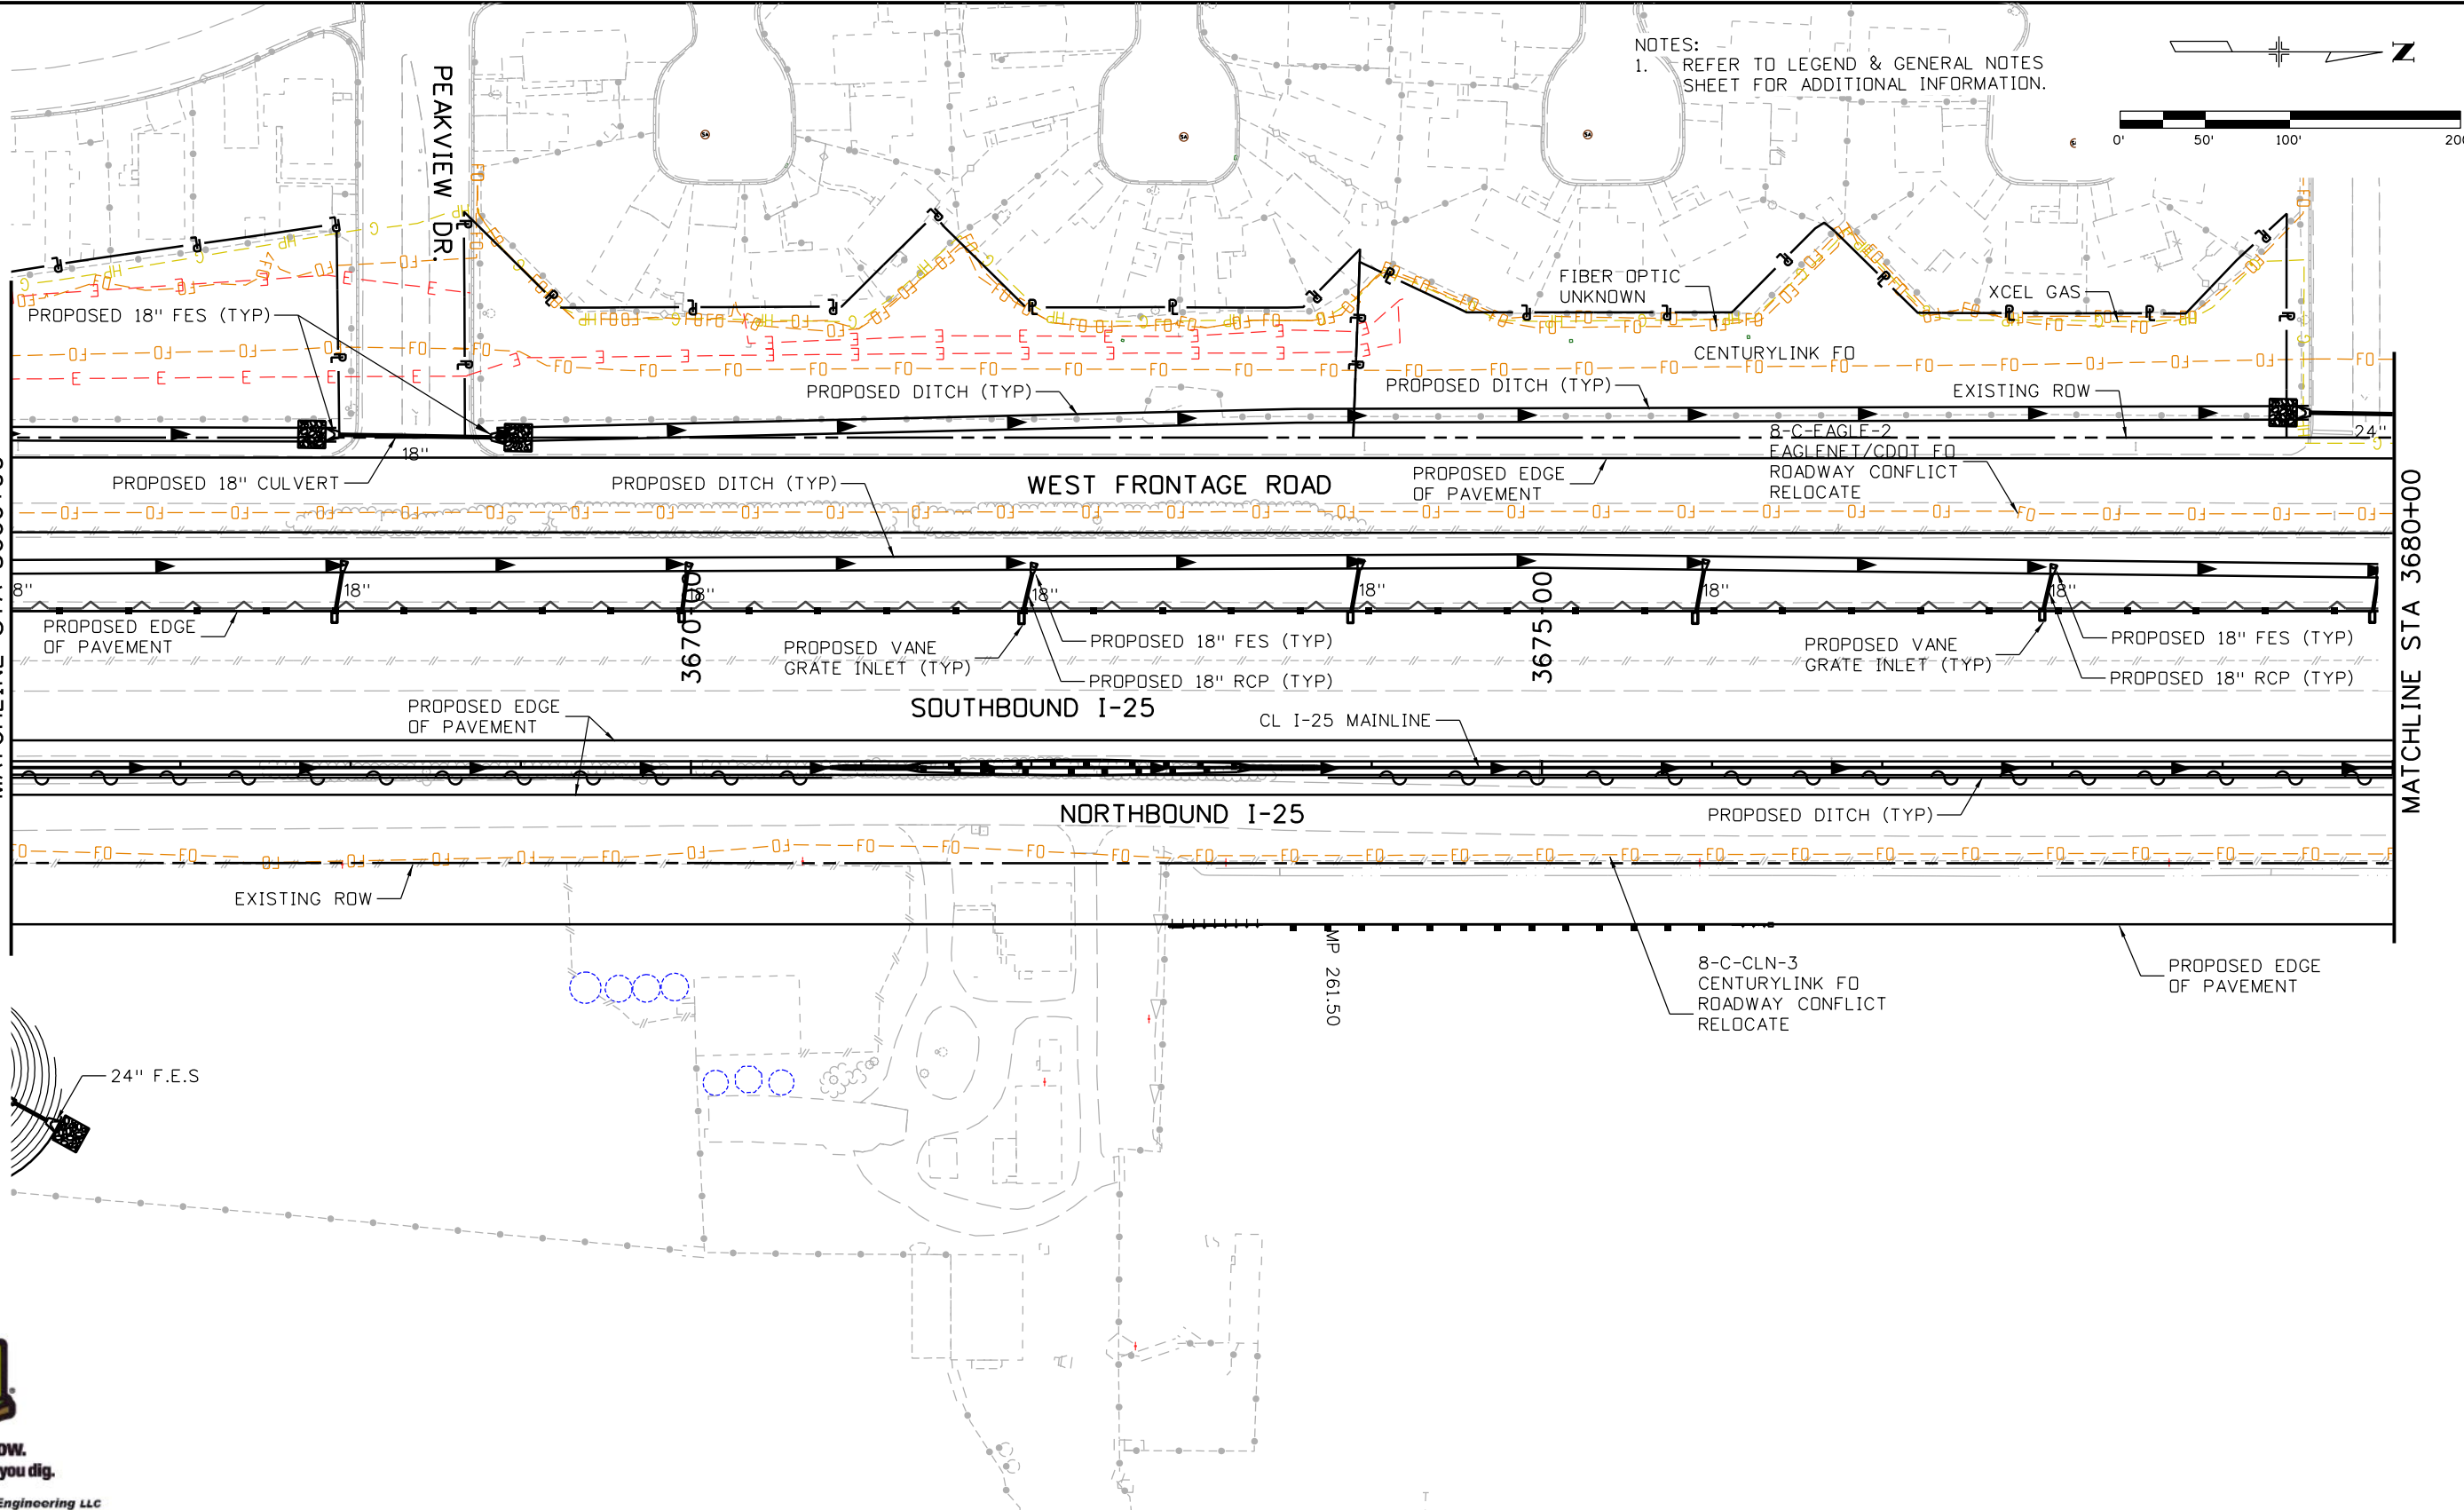 NOTES:
1. REFER TO LEGEND & GENERAL NOTES
SHEET FOR ADDITIONAL INFORMATION.
N
0' 50' 100'
PEAKVIEW DR.
FIBER OPTIC
UNKNOWN
XCEL GAS
CENTURYLINK FO
PROPOSED 18" FES (TYP)
PROPOSED DITCH (TYP)
PROPOSED DITCH (TYP)
EXISTING ROW
18"
24"
PROPOSED 18" CULVERT
PROPOSED DITCH (TYP)
WEST FRONTAGE ROAD
PROPOSED EDGE
OF PAVEMENT
8-C-EAGLE-2
EAGLENET/CDOT FO
ROADWAY CONFLICT
RELOCATE
8"
18"
18"
18"
18"
18"
18"
3670+00
3675+00
PROPOSED EDGE
OF PAVEMENT
PROPOSED VANE
GRATE INLET (TYP)
PROPOSED 18" FES (TYP)
PROPOSED 18" RCP (TYP)
PROPOSED VANE
GRATE INLET (TYP)
PROPOSED 18" FES (TYP)
PROPOSED 18" RCP (TYP)
MATCHLINE STA 3680+00
PROPOSED EDGE
OF PAVEMENT
SOUTHBOUND I-25
CL I-25 MAINLINE
NORTHBOUND I-25
PROPOSED DITCH (TYP)
EXISTING ROW
MP 261.50
8-C-CLN-3
CENTURYLINK FO
ROADWAY CONFLICT
RELOCATE
PROPOSED EDGE
OF PAVEMENT
24" F.E.S
ow.
you dig.
Engineering LLC